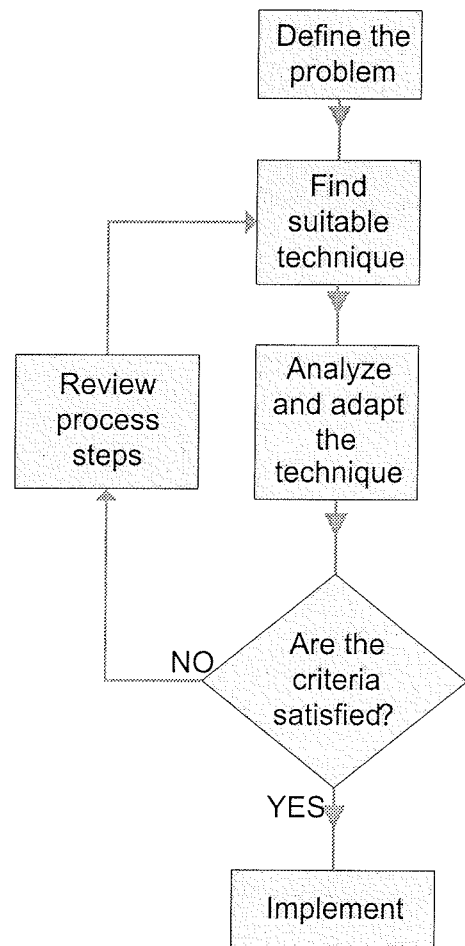 Define the
problem
Find
suitable
technique
Analyze
and adapt
the
technique
Review
process
steps
Are the
criteria
satisfied?
NO
YES
Implement